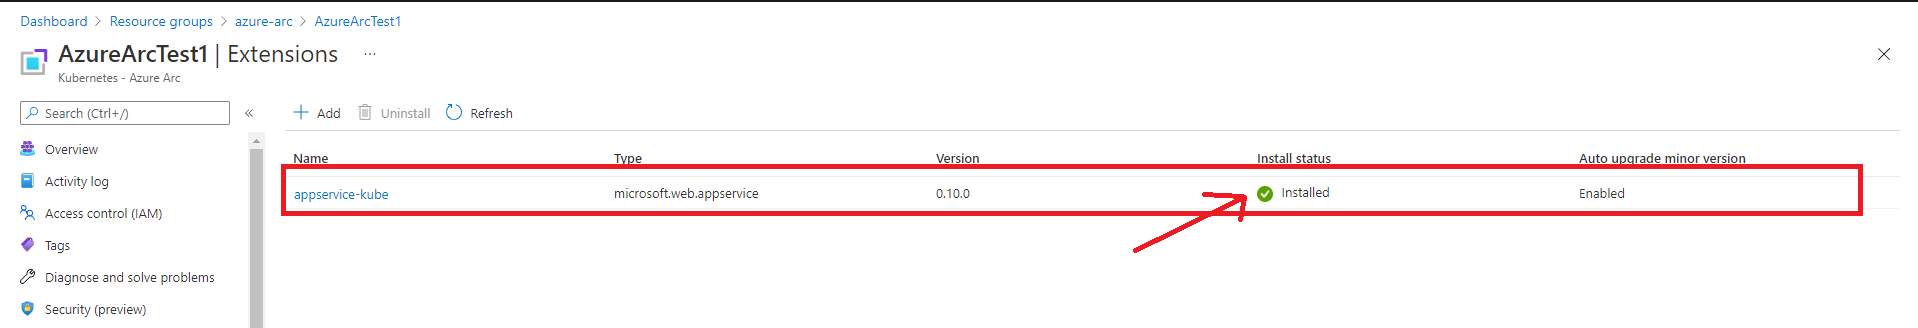 Dashboard > Resource groups > azure-arc > AzureArcTest1
AzureArcTest1 | Extensions ...
Kubernetes - Azure Arc
Search (Ctrl+/) «
Overview
Activity log
Access control (IAM)
Tags
Diagnose and solve problems
Security (preview)
+ Add Uninstall Refresh
Name Type Version Install status Auto upgrade minor version
appservice-kube microsoft.web.appservice 0.10.0 Installed Enabled